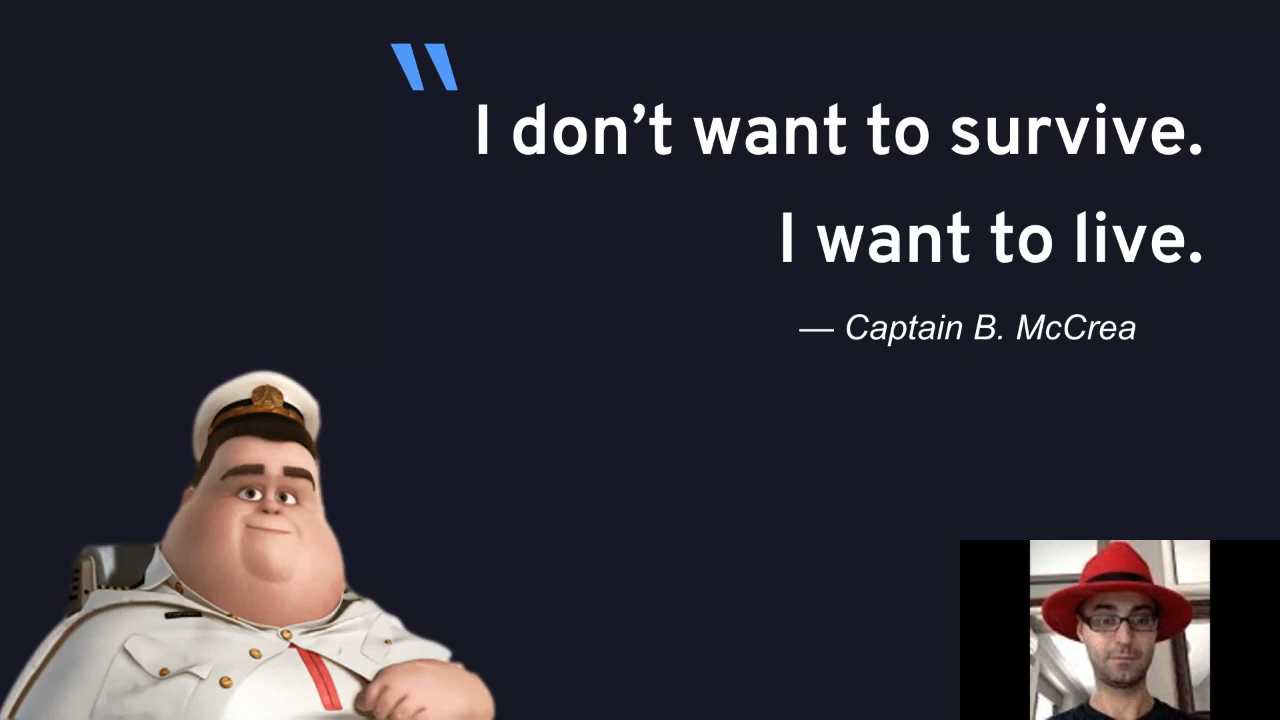 I don’t want to survive.
I want to live.
— Captain B. McCrea